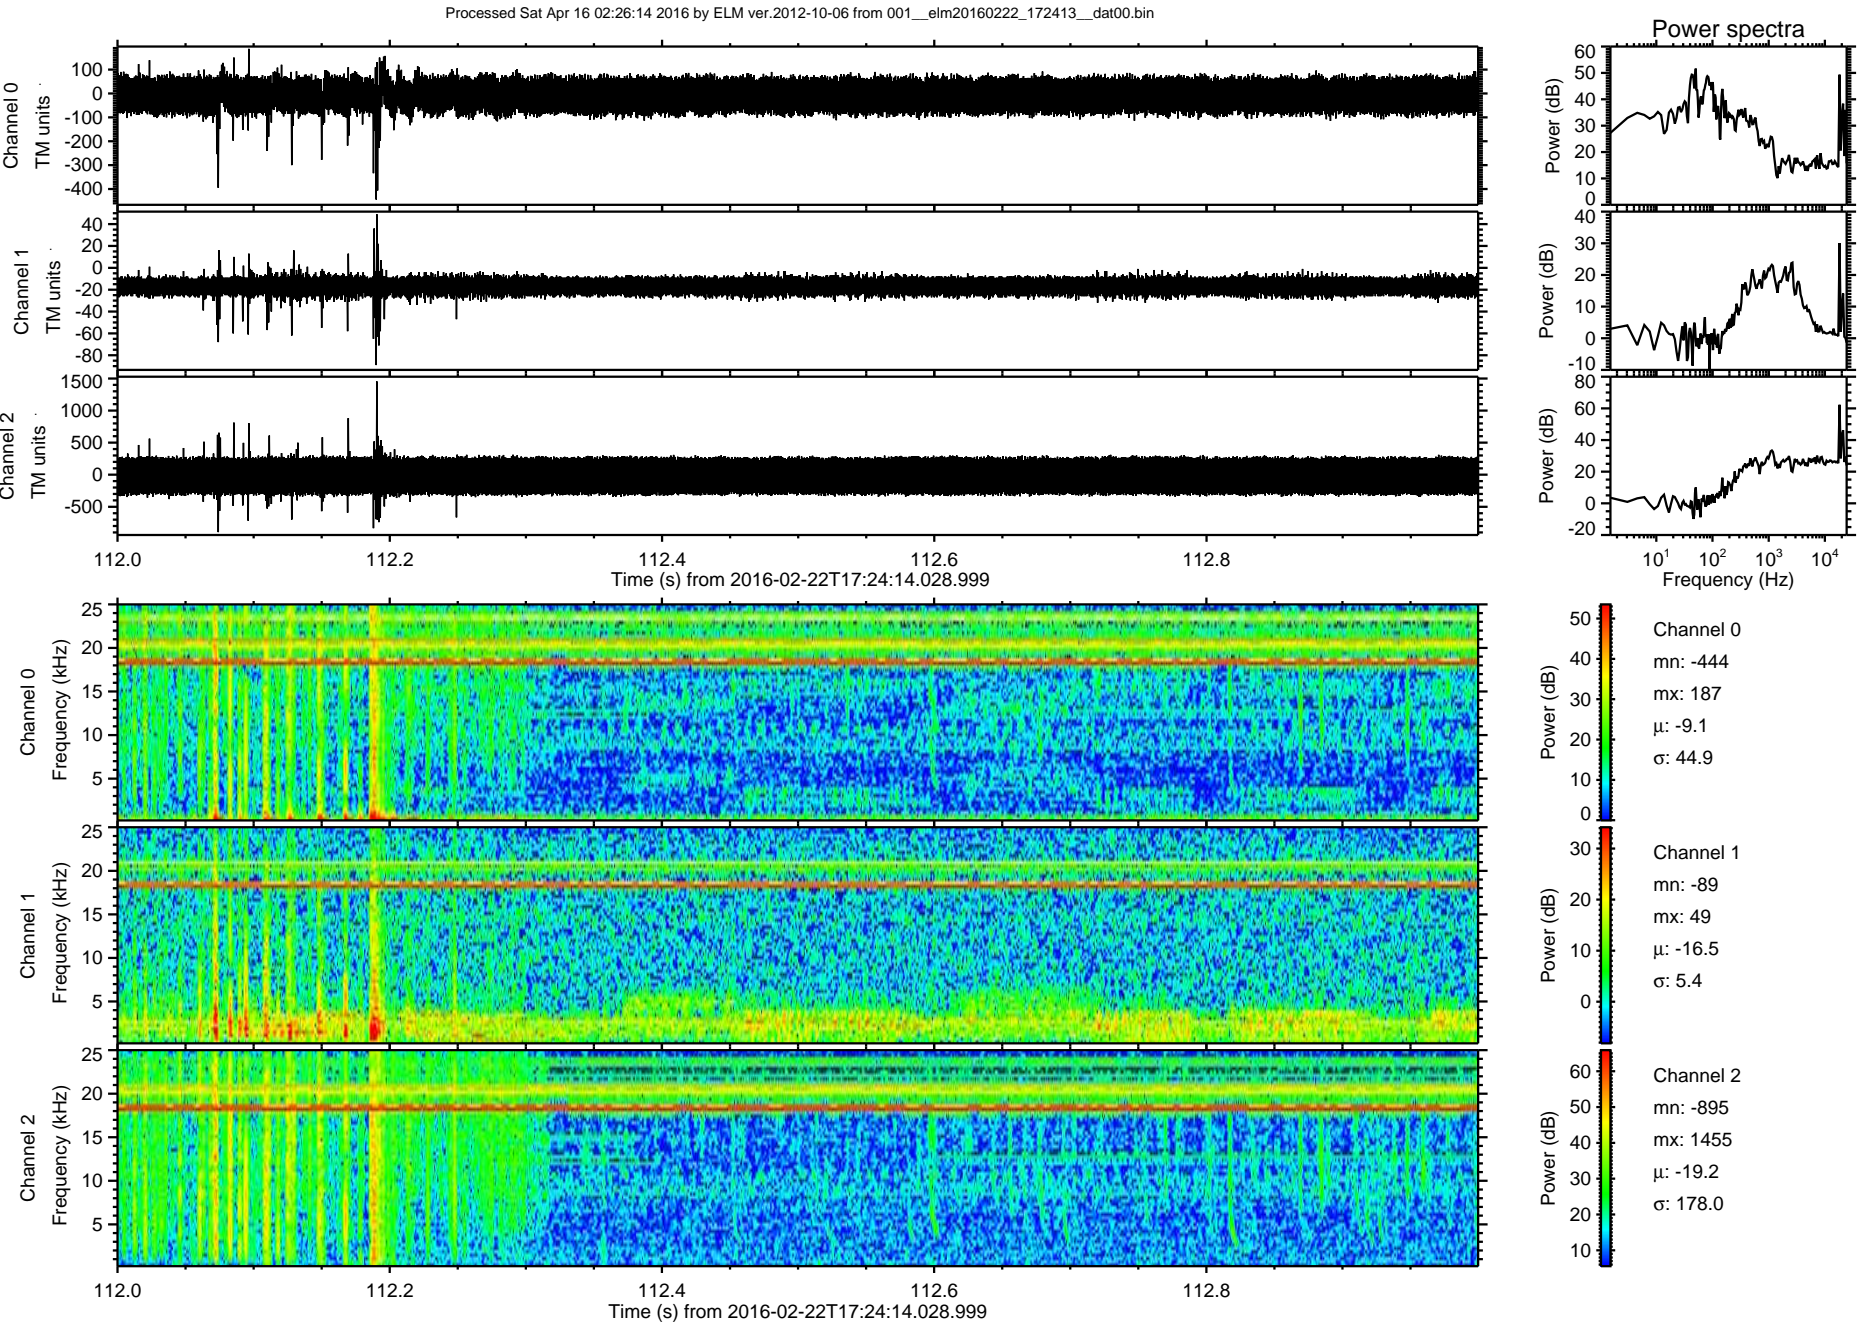 Processed Sat Apr 16 02:26:14 2016 by ELM ver.2012-10-06 from 001__elm20160222_172413__dat00.bin
Power spectra
Channel 0
TM units
100
0
-100
-200
-300
-400
Power (dB)
60
50
40
30
20
10
0
Channel 1
TM units
40
20
0
-20
-40
-60
-80
Power (dB)
40
30
20
10
0
-10
Channel 2
TM units
1500
1000
500
0
-500
Power (dB)
80
60
40
20
0
-20
112.0 112.2 112.4 112.6 112.8
Time (s) from 2016-02-22T17:24:14.028.999
10^1 10^2 10^3 10^4
Frequency (Hz)
Channel 0
Frequency (kHz)
25
20
15
10
5
Power (dB)
50
40
30
20
10
0
Channel 0
mn: -444
mx: 187
μ: -9.1
σ: 44.9
Channel 1
Frequency (kHz)
25
20
15
10
5
Power (dB)
30
20
10
0
Channel 1
mn: -89
mx: 49
μ: -16.5
σ: 5.4
Channel 2
Frequency (kHz)
25
20
15
10
5
Power (dB)
60
50
40
30
20
10
Channel 2
mn: -895
mx: 1455
μ: -19.2
σ: 178.0
112.0 112.2 112.4 112.6 112.8
Time (s) from 2016-02-22T17:24:14.028.999